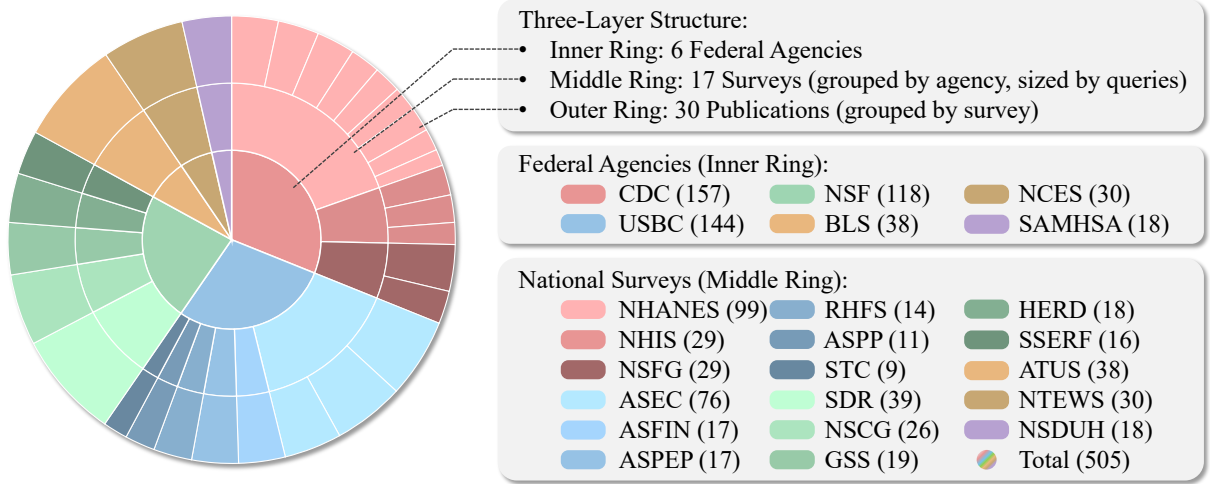 Three-Layer Structure:
• Inner Ring: 6 Federal Agencies
• Middle Ring: 17 Surveys (grouped by agency, sized by queries)
• Outer Ring: 30 Publications (grouped by survey)
Federal Agencies (Inner Ring):
CDC (157) NSF (118) NCES (30)
USBC (144) BLS (38) SAMHSA (18)
National Surveys (Middle Ring):
NHANES (99) RHFS (14) HERD (18)
NHIS (29) ASPP (11) SSERF (16)
NSFG (29) STC (9) ATUS (38)
ASEC (76) SDR (39) NTEWS (30)
ASFIN (17) NSCG (26) NSDUH (18)
ASPEP (17) GSS (19) Total (505)